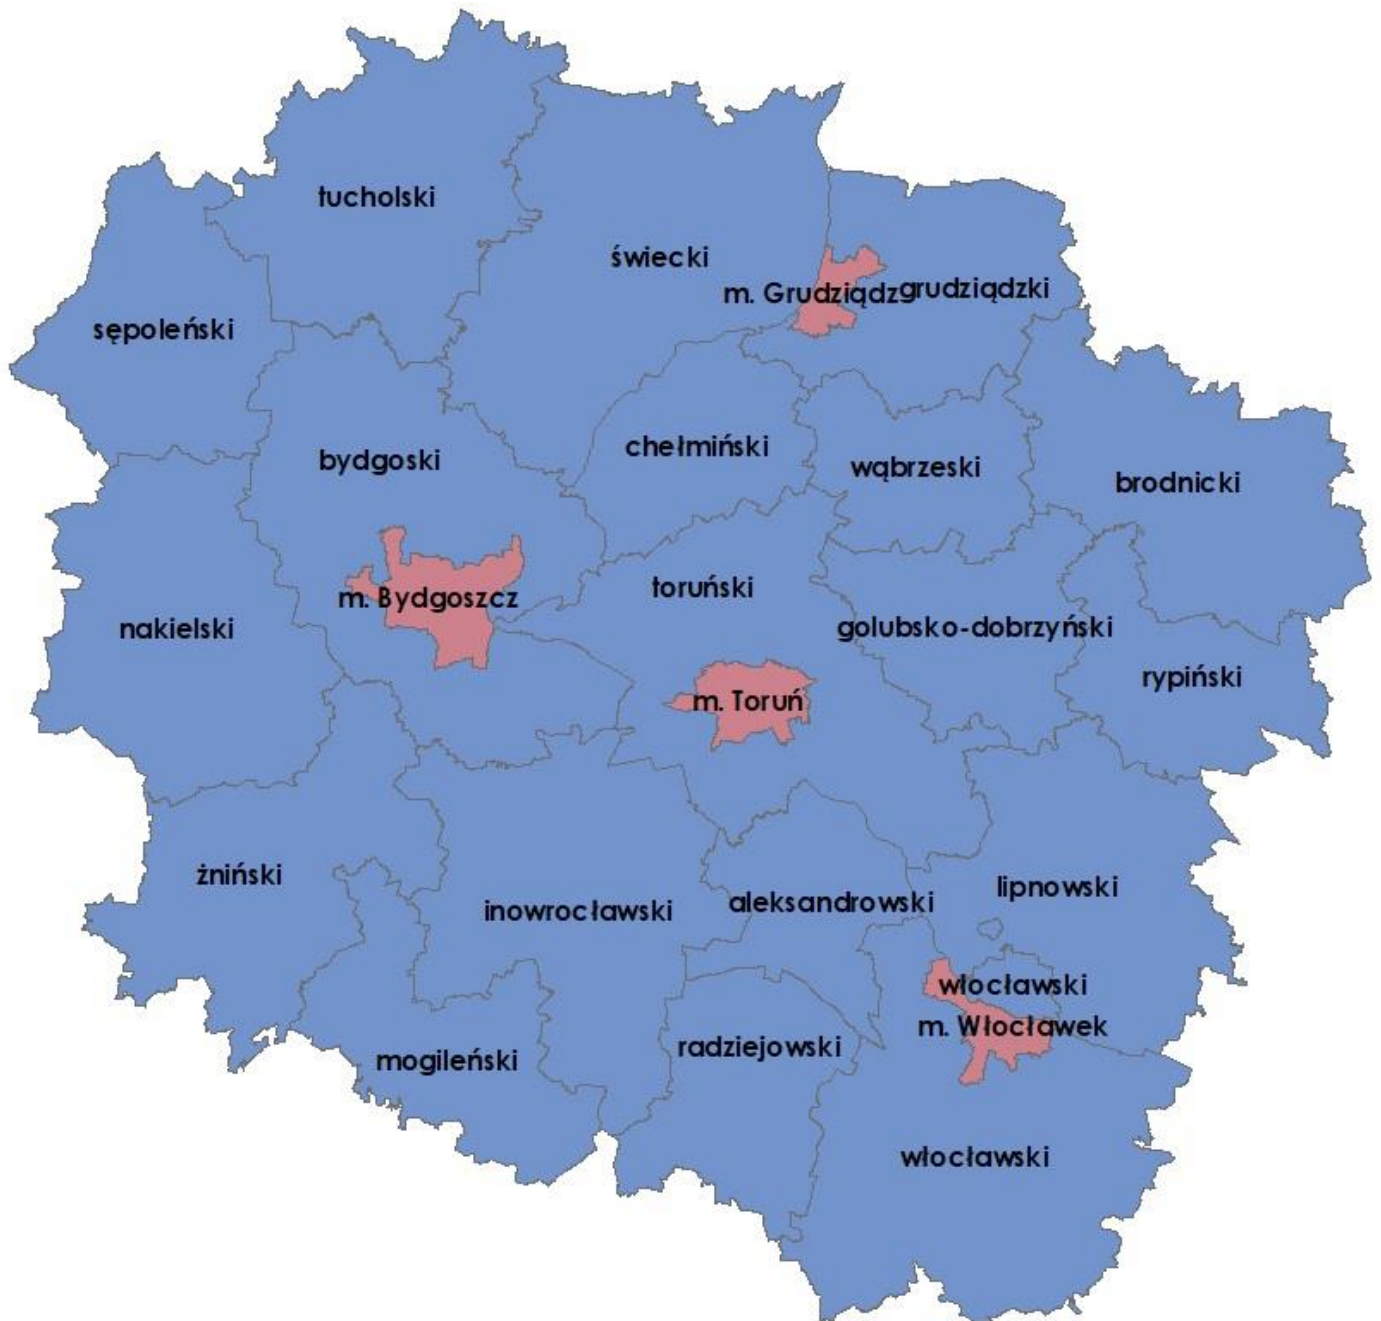 tucholski
świecki
m. Grudziądz
grudziądzki
sępoleński
chełmiński
bydgoski
wąbrzeski
brodnicki
toruński
m. Bydgoszcz
nakielski
golubsko-dobrzyński
rypiński
m. Toruń
żniński
lipnowski
aleksandrowski
inowrocławski
włocławski
m. Włocławek
radziejowski
mogileński
włocławski